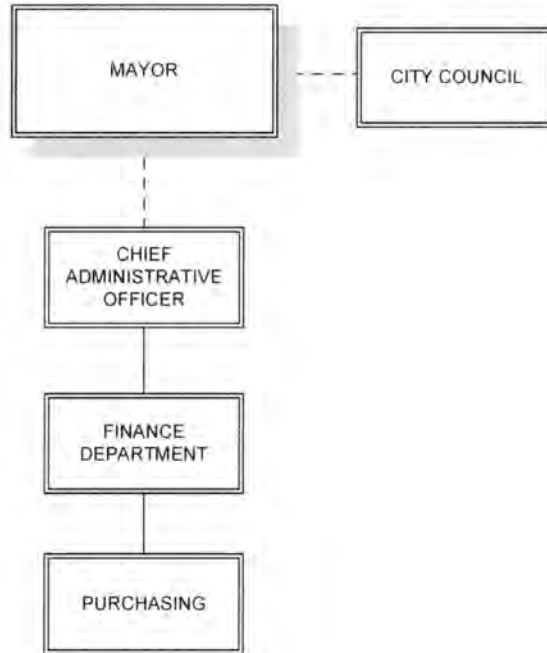 MAYOR
CITY COUNCIL
CHIEF
ADMINISTRATIVE
OFFICER
FINANCE
DEPARTMENT
PURCHASING